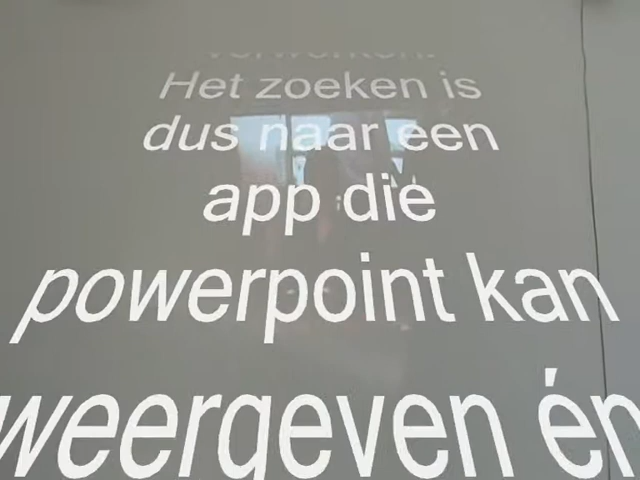 Het zoeken is
dus naar een
app die
powerpoint kan
weergeven én